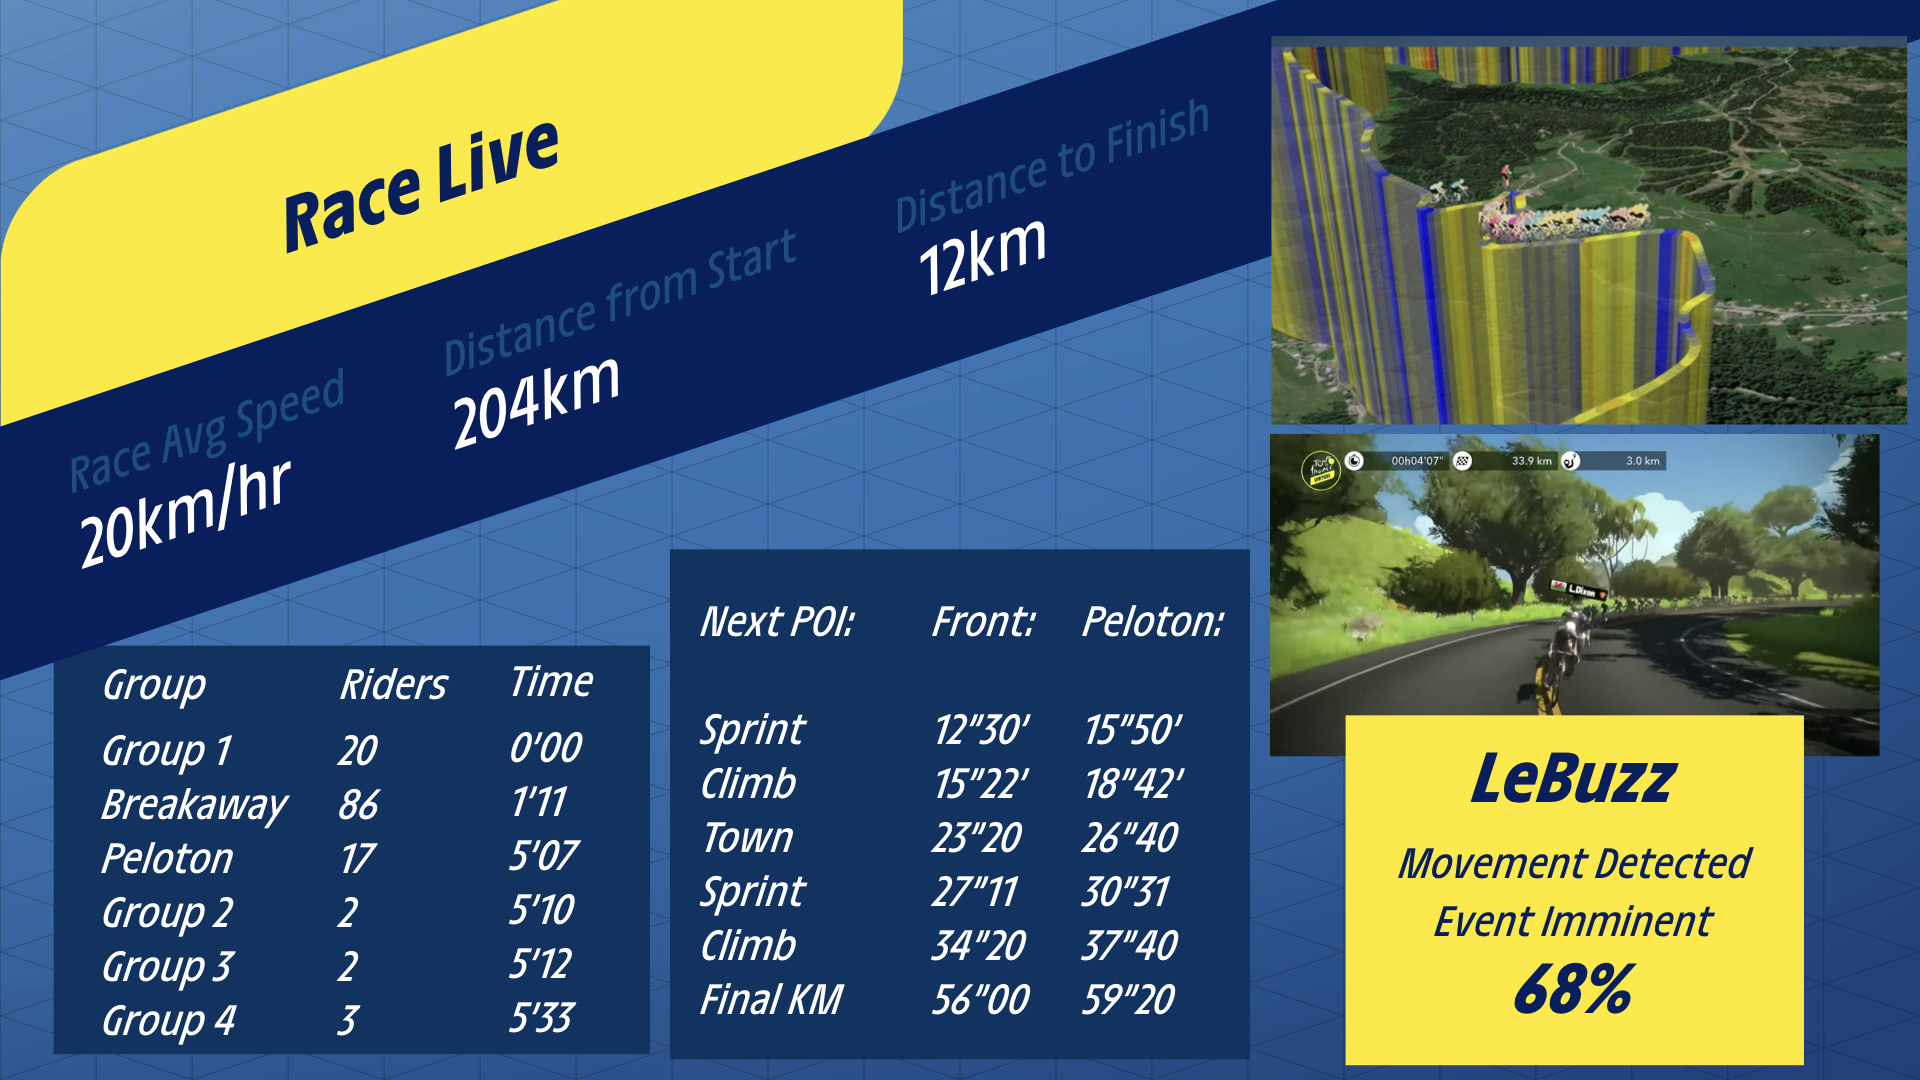 Race Live
Race Avg Speed
20km/hr
Distance from Start
204km
Distance to Finish
12km
Group Riders Time
Group 1 20 0'00
Breakaway 86 1'11
Peloton 17 5'07
Group 2 2 5'10
Group 3 2 5'12
Group 4 3 5'33
Next POI: Front: Peloton:
Sprint 12"30' 15"50'
Climb 15"22' 18"42'
Town 23"20 26"40
Sprint 27"11 30"31
Climb 34"20 37"40
Final KM 56"00 59"20
00h04'07" 33.9 km 3.0 km
L.Dixon
LeBuzz
Movement Detected
Event Imminent
68%